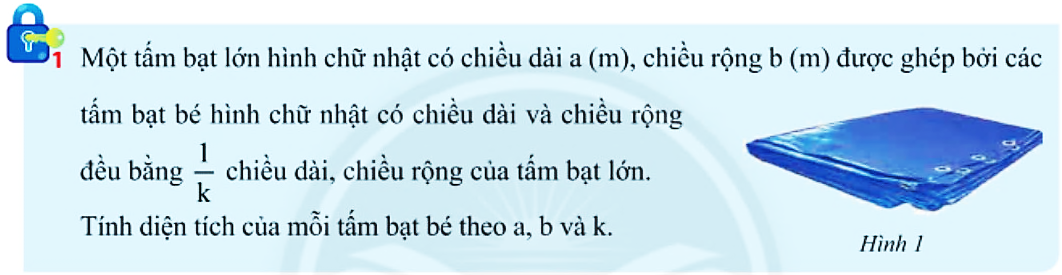 1 Một tấm bạt lớn hình chữ nhật có chiều dài a (m), chiều rộng b (m) được ghép bởi các
tấm bạt bé hình chữ nhật có chiều dài và chiều rộng
đều bằng 1/k chiều dài, chiều rộng của tấm bạt lớn.
Tính diện tích của mỗi tấm bạt bé theo a, b và k.
Hình 1